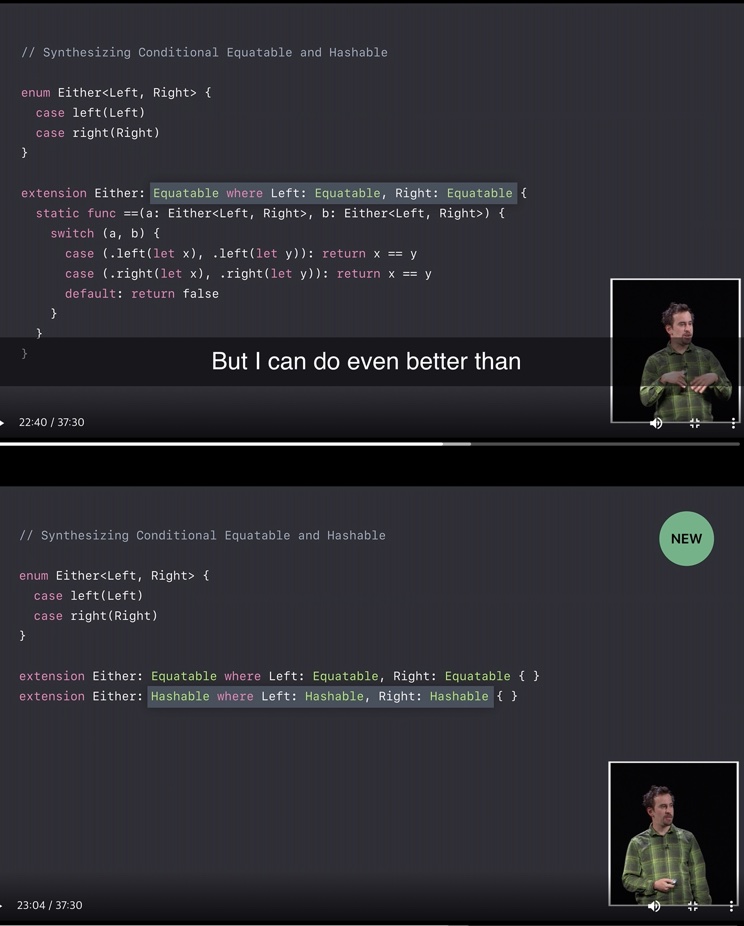 // Synthesizing Conditional Equatable and Hashable
enum Either<Left, Right> {
case left(Left)
case right(Right)
}
extension Either: Equatable where Left: Equatable, Right: Equatable {
static func ==(a: Either<Left, Right>, b: Either<Left, Right>) {
switch (a, b) {
case (.left(let x), .left(let y)): return x == y
case (.right(let x), .right(let y)): return x == y
default: return false
}
}
}
But I can do even better than
22:40 / 37:30
// Synthesizing Conditional Equatable and Hashable
NEW
enum Either<Left, Right> {
case left(Left)
case right(Right)
}
extension Either: Equatable where Left: Equatable, Right: Equatable { }
extension Either: Hashable where Left: Hashable, Right: Hashable { }
23:04 / 37:30